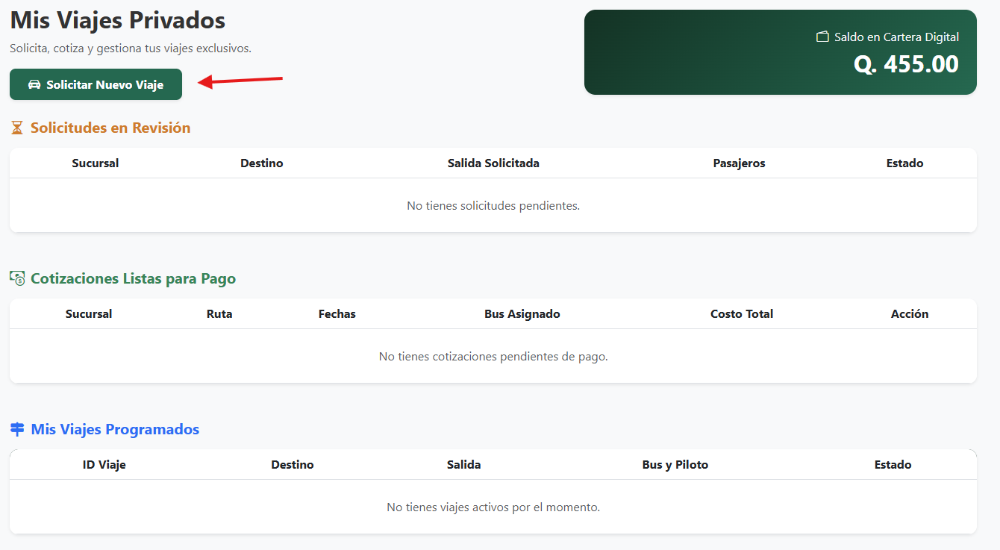 Mis Viajes Privados
Solicita, cotiza y gestiona tus viajes exclusivos.
Solicitar Nuevo Viaje
Saldo en Cartera Digital
Q. 455.00
Solicitudes en Revisión
Sucursal Destino Salida Solicitada Pasajeros Estado
No tienes solicitudes pendientes.
Cotizaciones Listas para Pago
Sucursal Ruta Fechas Bus Asignado Costo Total Acción
No tienes cotizaciones pendientes de pago.
Mis Viajes Programados
ID Viaje Destino Salida Bus y Piloto Estado
No tienes viajes activos por el momento.